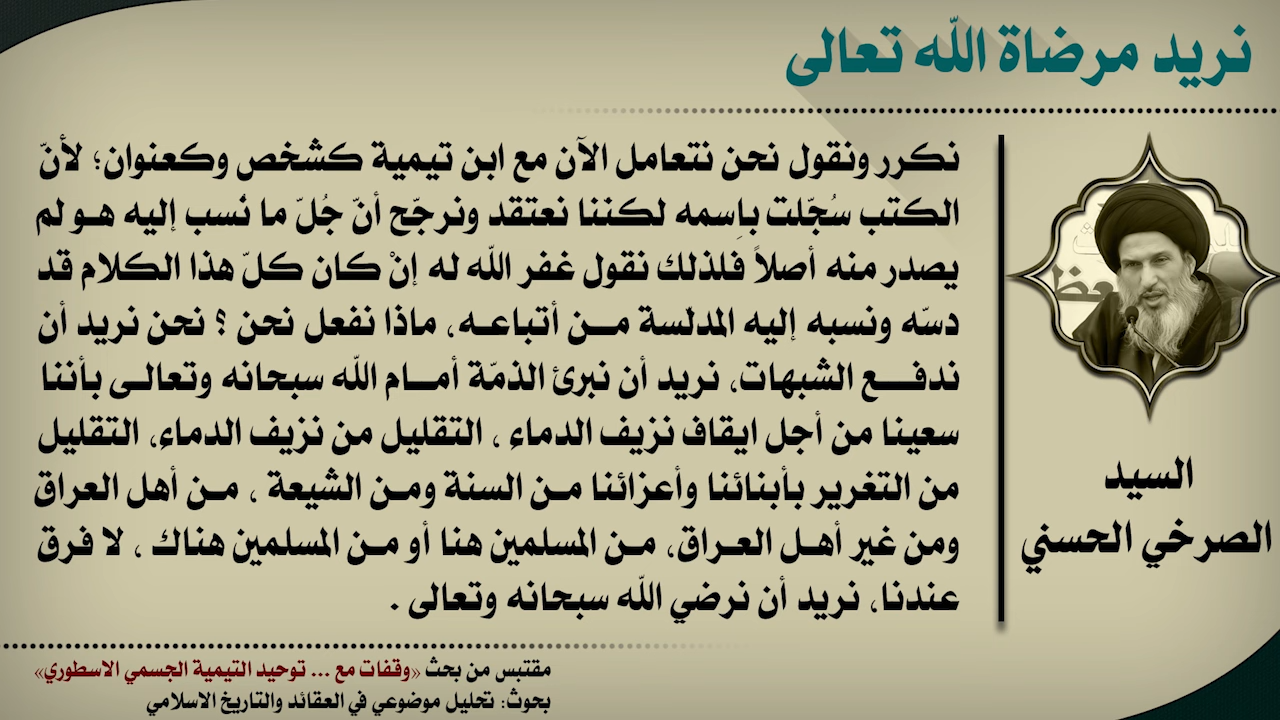 نريد مرضاة الله تعالى
نكرر ونقول نحن نتعامل الآن مع ابن تيمية كشخص وكعنوان؛ لأنّ
الكتب سُجّلت بإسمه لكننا نعتقد ونرجّح أنّ جُلّ ما نُسب إليه هو لم
يصدر منه أصلاً فلذلك نقول غفر الله له إنْ كان كلّ هذا الكلام قد
دسّه ونسبه إليه المدلّسة من أتباعه، ماذا نفعل نحن ؟ نحن نريد أن
ندفع الشبهات، نريد أن نبرئ الذمّة أمام الله سبحانه وتعالى بأننا
سعينا من أجل ايقاف نزيف الدماء ، التقليل من نزيف الدماء، التقليل
من التغرير بأبنائنا وأعزائنا من السنة ومن الشيعة ، من أهل العراق
ومن غير أهل العراق، من المسلمين هنا أو من المسلمين هناك ، لا فرق
عندنا، نريد أن نرضي الله سبحانه وتعالى .
السيد
الصرخي الحسني
مقتبس من بحث «وقفات مع ... توحيد التيمية الجسمي الاسطوري»
بحوث: تحليل موضوعي في العقائد والتاريخ الاسلامي